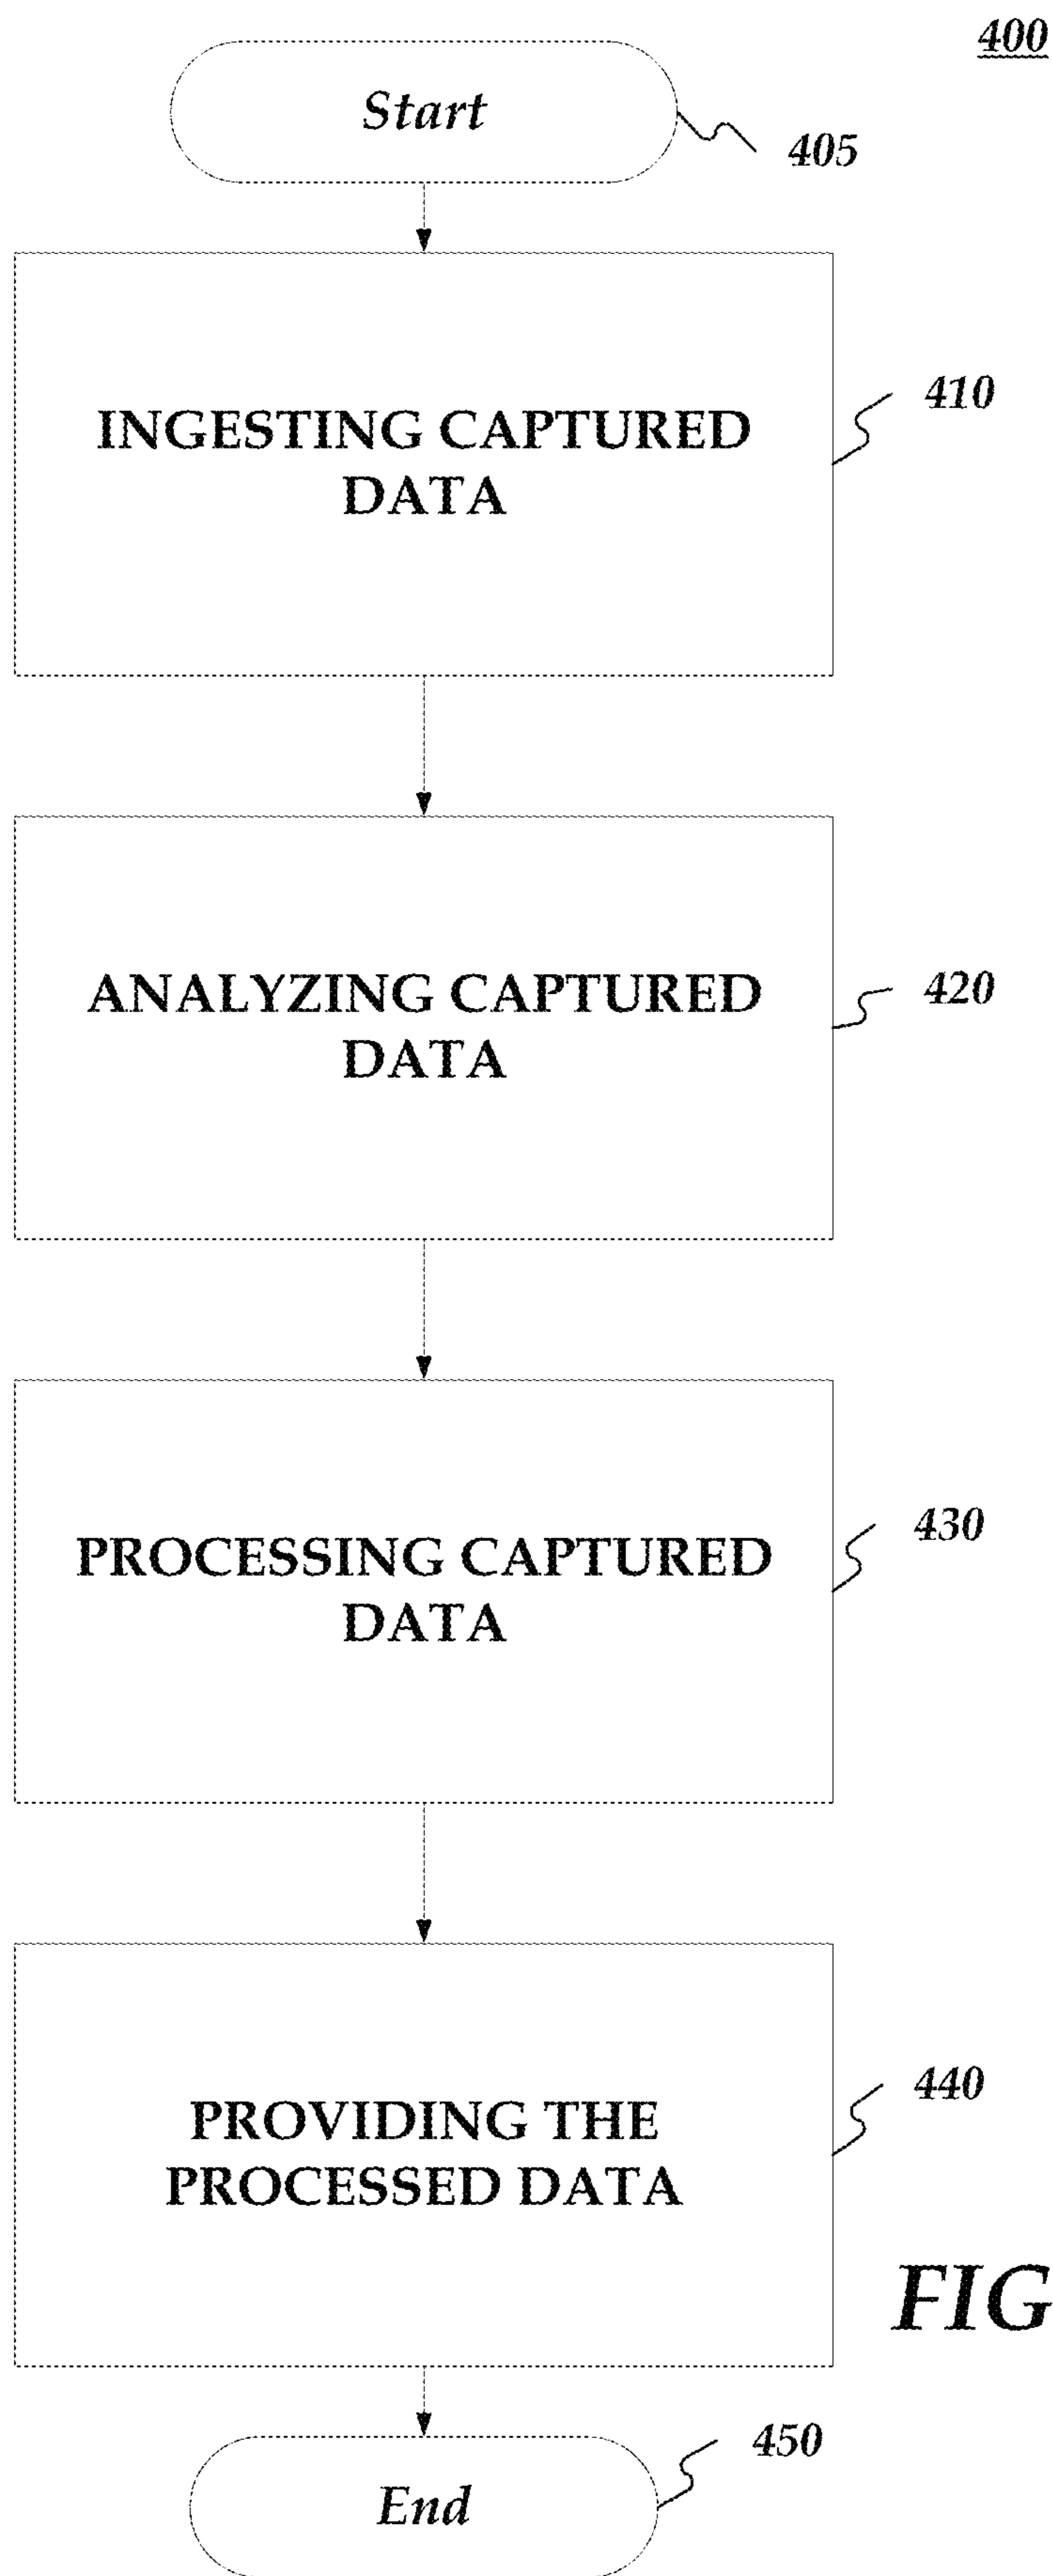 400
Start
405
INGESTING CAPTURED
DATA
410
ANALYZING CAPTURED
DATA
420
PROCESSING CAPTURED
DATA
430
PROVIDING THE
PROCESSED DATA
440
FIG
End
450